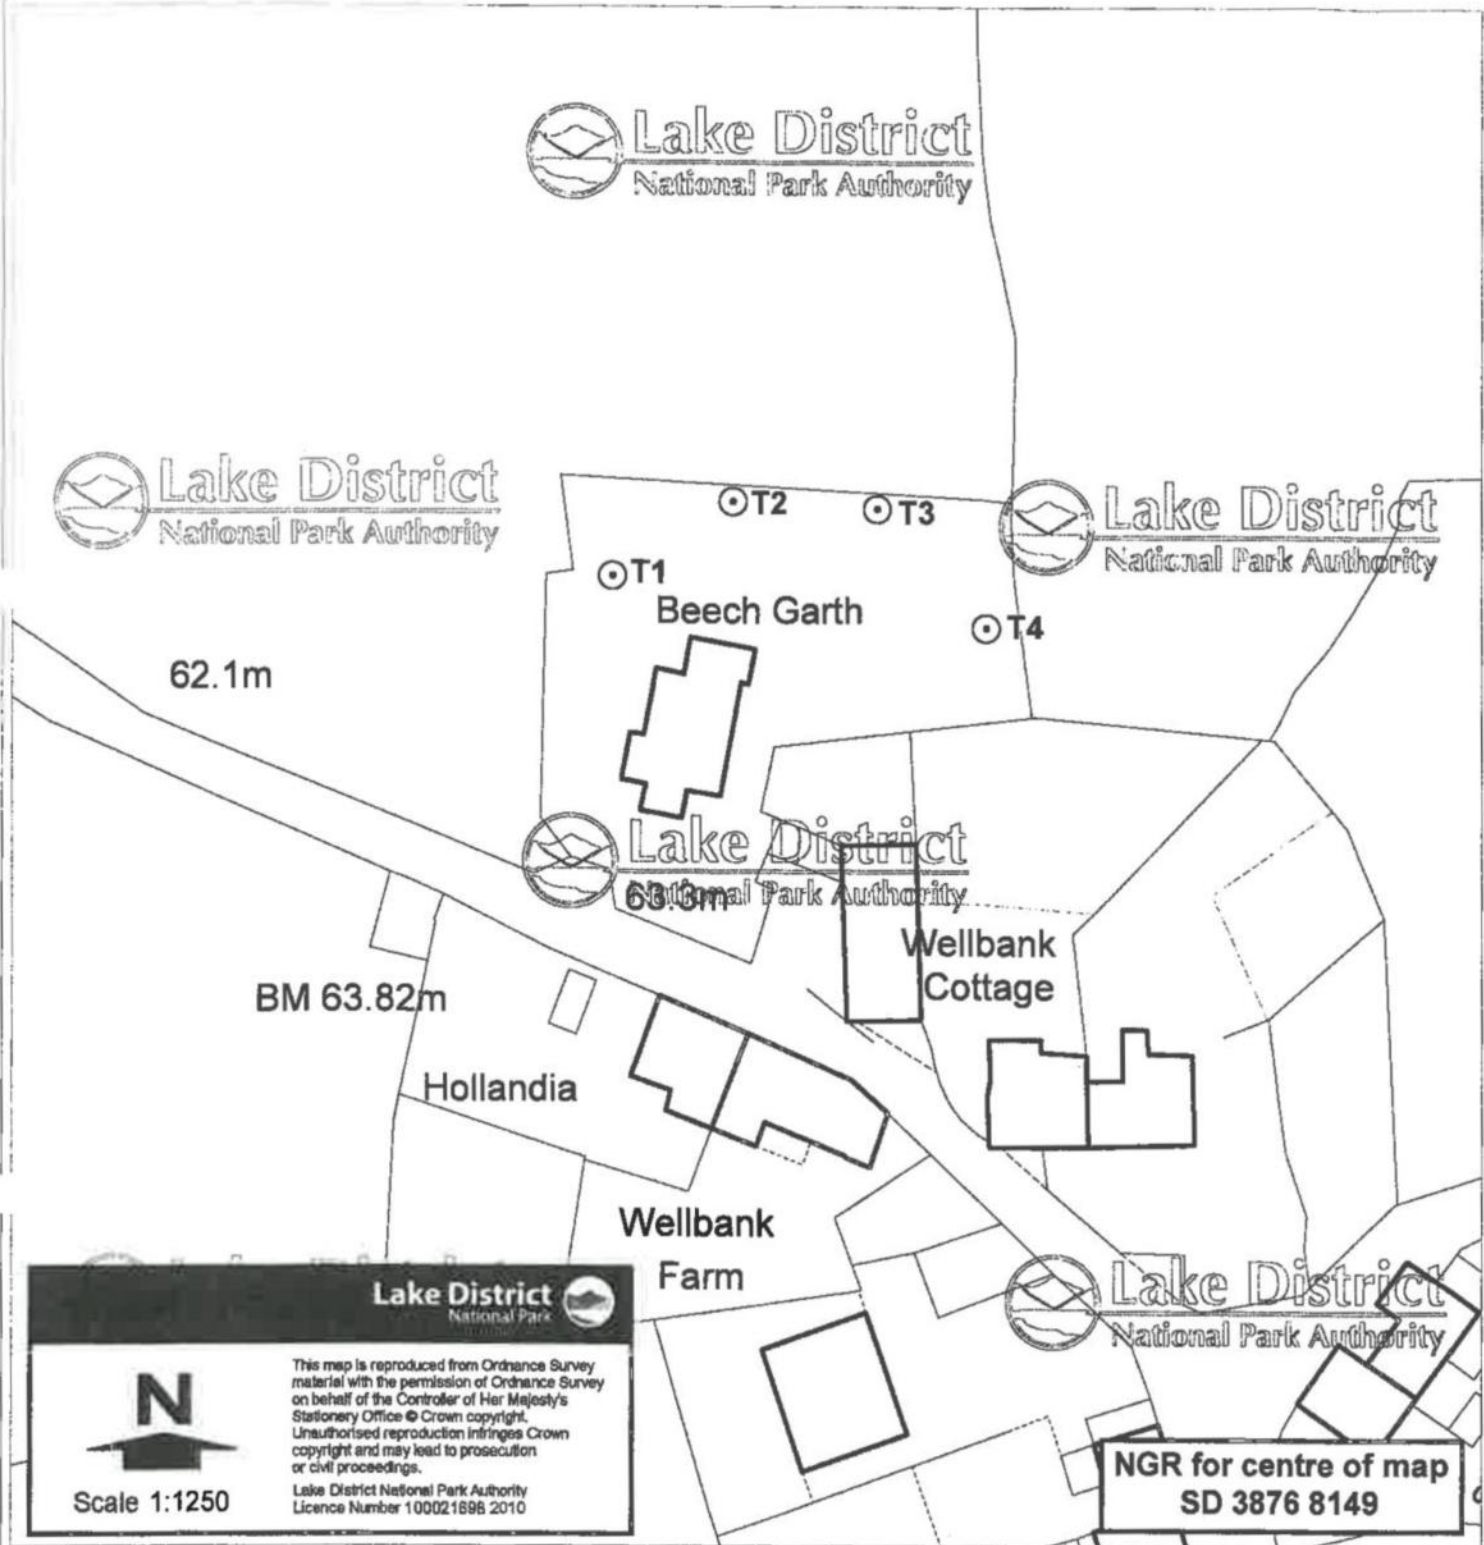 Lake District
National Park Authority
Lake District
National Park Authority
T2
T3
Lake District
National Park Authority
T1
Beech Garth
T4
62.1m
Lake District
National Park Authority
63.3m
Wellbank
Cottage
BM 63.82m
Hollandia
Wellbank
Farm
Lake District
National Park Authority
Lake District
National Park
N
Scale 1:1250
This map is reproduced from Ordnance Survey
material with the permission of Ordnance Survey
on behalf of the Controller of Her Majesty's
Stationery Office © Crown copyright.
Unauthorised reproduction infringes Crown
copyright and may lead to prosecution
or civil proceedings.
Lake District National Park Authority
Licence Number 100021698 2010
NGR for centre of map
SD 3876 8149